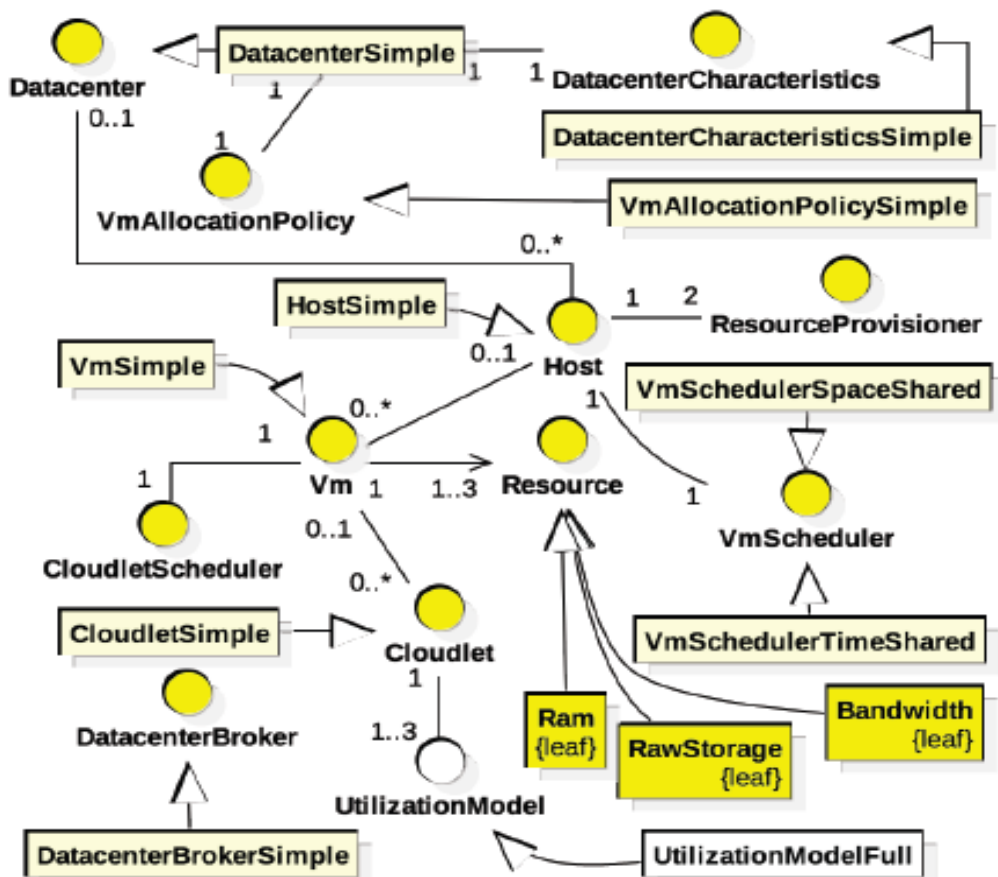 DatacenterSimple
Datacenter
1
1
DatacenterCharacteristics
1
0..1
DatacenterCharacteristicsSimple
1
VmAllocationPolicySimple
VmAllocationPolicy
0..*
HostSimple
1
2
ResourceProvisioner
0..1
Host
VmSimple
VmSchedulerSpaceShared
0..*
1
1
1
Vm
1
1..3
Resource
1
0..1
VmScheduler
CloudletScheduler
0..*
CloudletSimple
VmSchedulerTimeShared
Cloudlet
1
Ram
{leaf}
Bandwidth
{leaf}
DatacenterBroker
1..3
RawStorage
{leaf}
UtilizationModel
DatacenterBrokerSimple
UtilizationModelFull